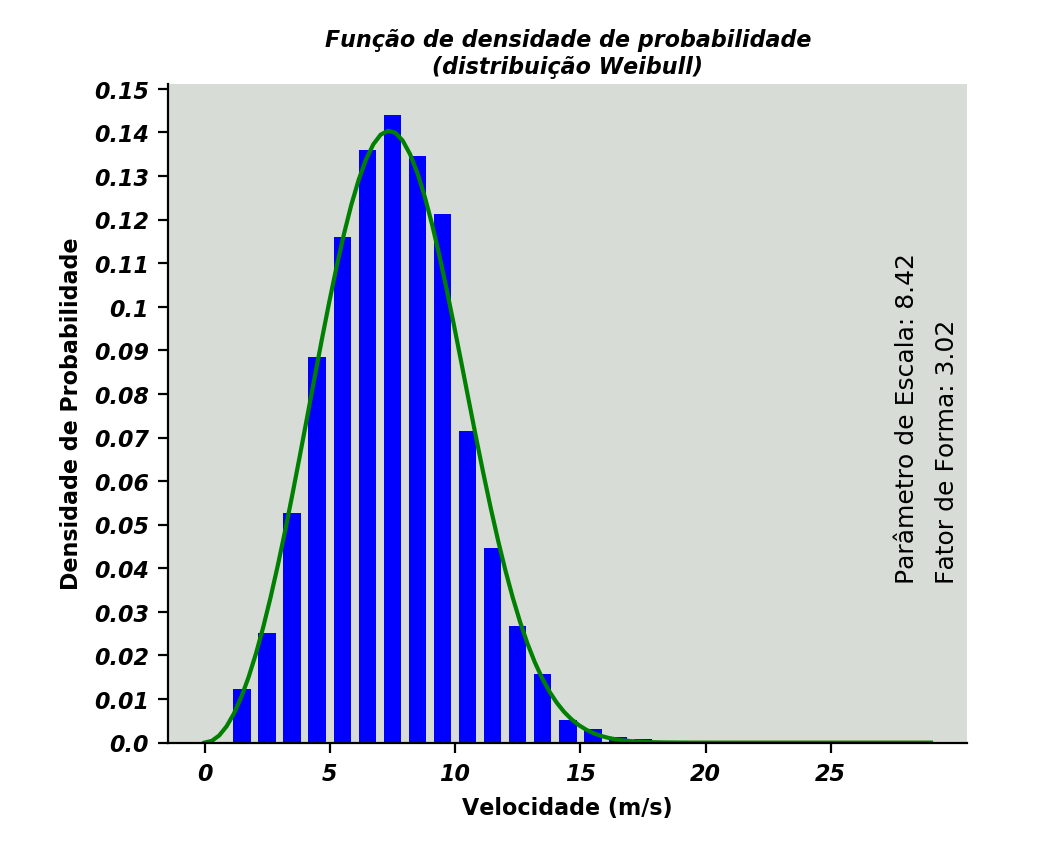 Função de densidade de probabilidade
(distribuição Weibull)
0.15
0.14
0.13
0.12
0.11
0.1
0.09
0.08
0.07
0.06
0.05
0.04
0.03
0.02
0.01
0.0
Densidade de Probabilidade
0 5 10 15 20 25
Velocidade (m/s)
Parâmetro de Escala: 8.42
Fator de Forma: 3.02